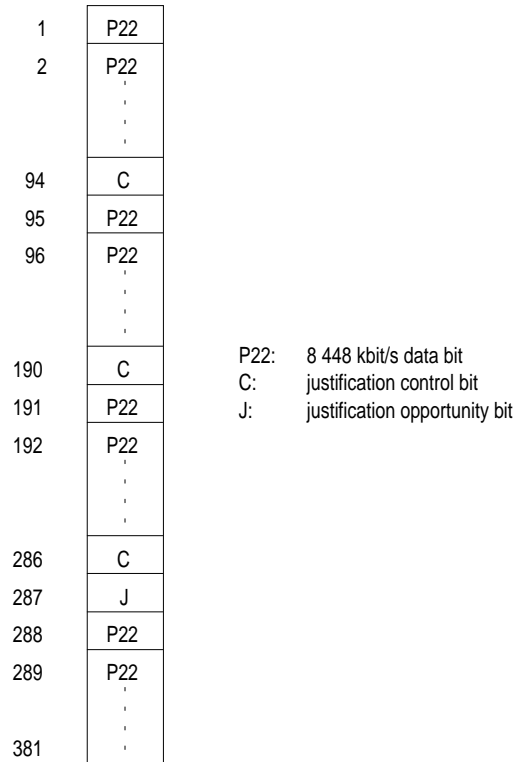 1 P22
2 P22
94 C
95 P22
96 P22
190 C
191 P22
192 P22
286 C
287 J
288 P22
289 P22
381
P22: 8 448 kbit/s data bit
C: justification control bit
J: justification opportunity bit